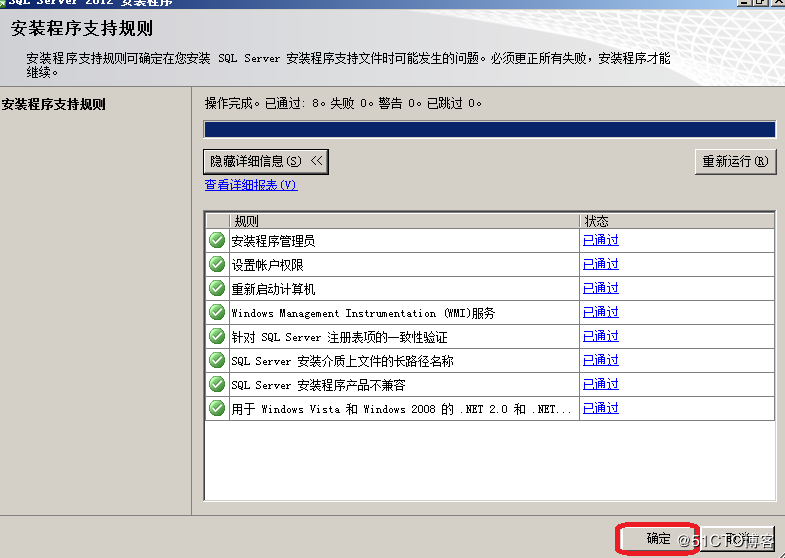 SQL Server 2012 安装程序
安装程序支持规则
安装程序支持规则可确定在您安装 SQL Server 安装程序支持文件时可能发生的问题。必须更正所有失败，安装程序才能
继续。
安装程序支持规则
操作完成。已通过: 8。失败 0。警告 0。已跳过 0。
隐藏详细信息(S) <<
重新运行(R)
查看详细报表(V)
规则 状态
安装程序管理员 已通过
设置帐户权限 已通过
重新启动计算机 已通过
Windows Management Instrumentation (WMI)服务 已通过
针对 SQL Server 注册表项的一致性验证 已通过
SQL Server 安装介质上文件的长路径名称 已通过
SQL Server 安装程序产品不兼容 已通过
用于 Windows Vista 和 Windows 2008 的 .NET 2.0 和 .NET... 已通过
确定 取消
@51CTO博客